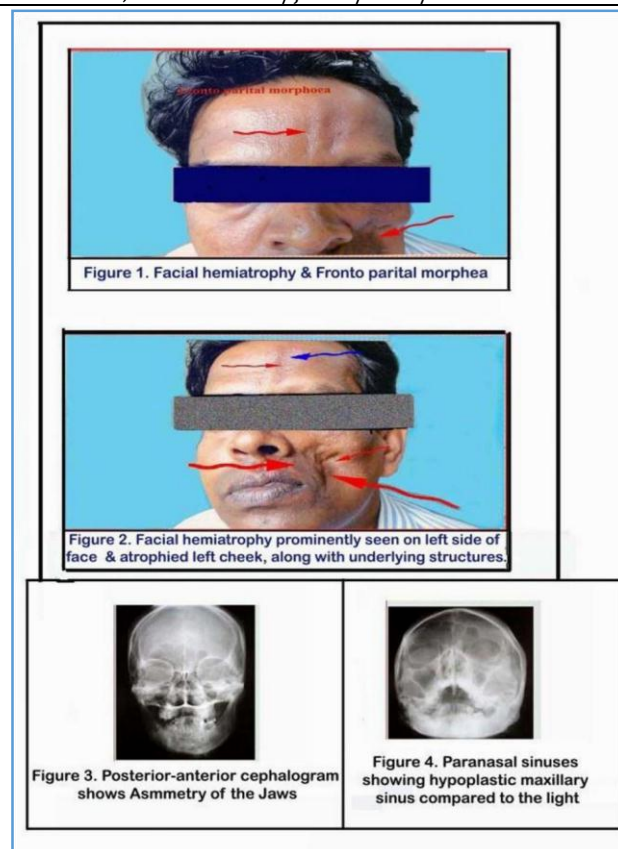 Fronto parital morphoea
Figure 1. Facial hemiatrophy & Fronto parital morphea
Figure 2. Facial hemiatrophy prominently seen on left side of
face & atrophied left cheek, along with underlying structures.
Figure 3. Posterior-anterior cephalogram
shows Asmmetry of the Jaws
Figure 4. Paranasal sinuses
showing hypoplastic maxillary
sinus compared to the light